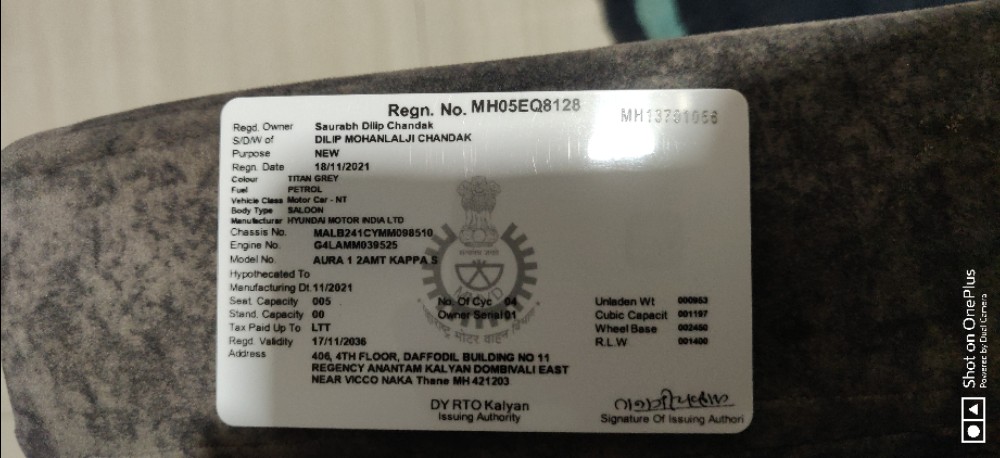 Regn. No. MH05EQ8128
MH13791056
Regd. Owner Saurabh Dilip Chandak
S/D/W of DILIP MOHANLALJI CHANDAK
Purpose NEW
Regn. Date 18/11/2021
Colour TITAN GREY
Fuel PETROL
Vehicle Class Motor Car - NT
Body Type SALOON
Manufacturer HYUNDAI MOTOR INDIA LTD
Chassis No. MALB241CYMM098510
Engine No. G4LAMM039525
Model No. AURA 1 2AMT KAPPA S
Hypothecated To
Manufacturing Dt. 11/2021
Seat. Capacity 005 No. Of Cyc 04 Unladen Wt 000953
Stand. Capacity 00 Owner Serial 01 Cubic Capacit 001197
Tax Paid Up To LTT Wheel Base 002450
Regd. Validity 17/11/2036 R.L.W 001400
Address 406, 4TH FLOOR, DAFFODIL BUILDING NO 11
REGENCY ANANTAM KALYAN DOMBIVALI EAST
NEAR VICCO NAKA Thane MH 421203
DY RTO Kalyan
Issuing Authority
Signature Of Issuing Authori
Shot on OnePlus
Powered by Dual Camera